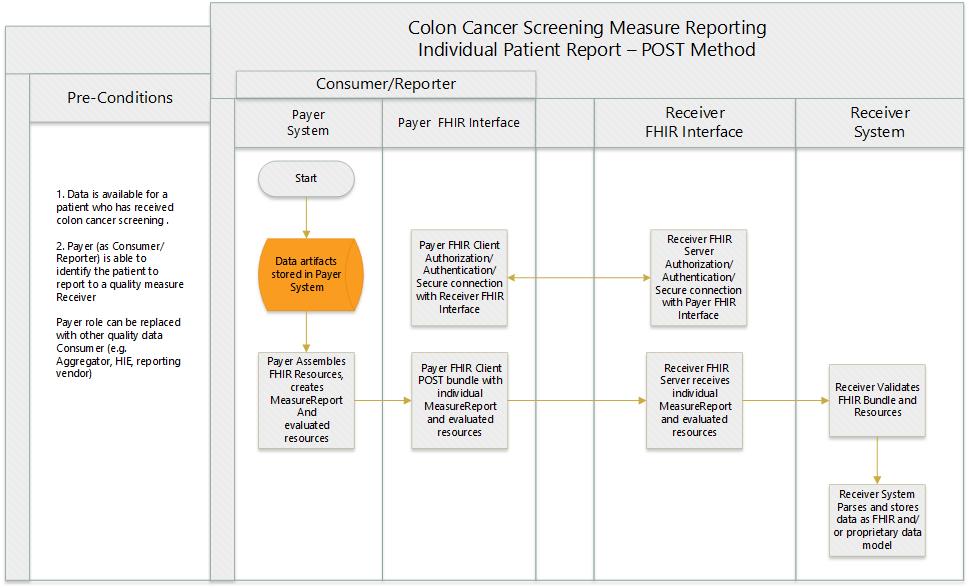 Colon Cancer Screening Measure Reporting
Individual Patient Report – POST Method
Consumer/Reporter
Pre-Conditions
Payer
System
Payer FHIR Interface
Receiver
FHIR Interface
Receiver
System
1. Data is available for a
patient who has received
colon cancer screening .
2. Payer (as Consumer/
Reporter) is able to
identify the patient to
report to a quality measure
Receiver
Payer role can be replaced
with other quality data
Consumer (e.g.
Aggregator, HIE, reporting
vendor)
Start
Data artifacts
stored in Payer
System
Payer FHIR Client
Authorization/
Authentication/
Secure connection
with Receiver FHIR
Interface
Receiver FHIR
Server
Authorization/
Authentication/
Secure connection
with Payer FHIR
Interface
Payer Assembles
FHIR Resources,
creates
MeasureReport
And
evaluated
resources
Payer FHIR Client
POST bundle with
individual
MeasureReport
and evaluated
resources
Receiver FHIR
Server receives
individual
MeasureReport
and evaluated
resources
Receiver Validates
FHIR Bundle and
Resources
Receiver System
Parses and stores
data as FHIR and/
or proprietary data
model